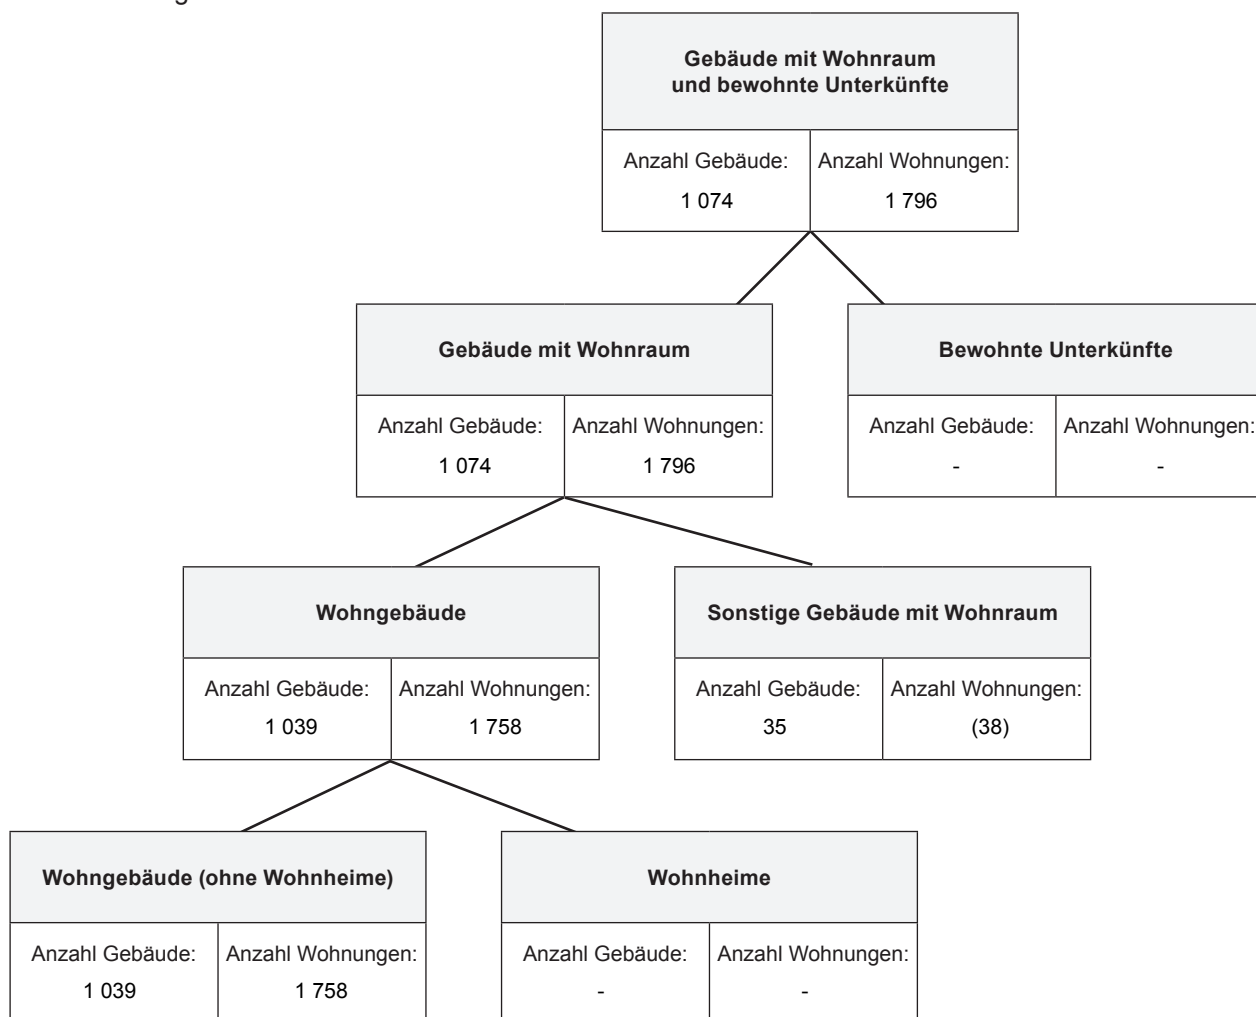 Gebäude mit Wohnraum
und bewohnte Unterkünfte
Anzahl Gebäude: Anzahl Wohnungen:
1 074 1 796
Gebäude mit Wohnraum Bewohnte Unterkünfte
Anzahl Gebäude: Anzahl Wohnungen: Anzahl Gebäude: Anzahl Wohnungen:
1 074 1 796 - -
Wohngebäude Sonstige Gebäude mit Wohnraum
Anzahl Gebäude: Anzahl Wohnungen: Anzahl Gebäude: Anzahl Wohnungen:
1 039 1 758 35 (38)
Wohngebäude (ohne Wohnheime) Wohnheime
Anzahl Gebäude: Anzahl Wohnungen: Anzahl Gebäude: Anzahl Wohnungen:
1 039 1 758 - -